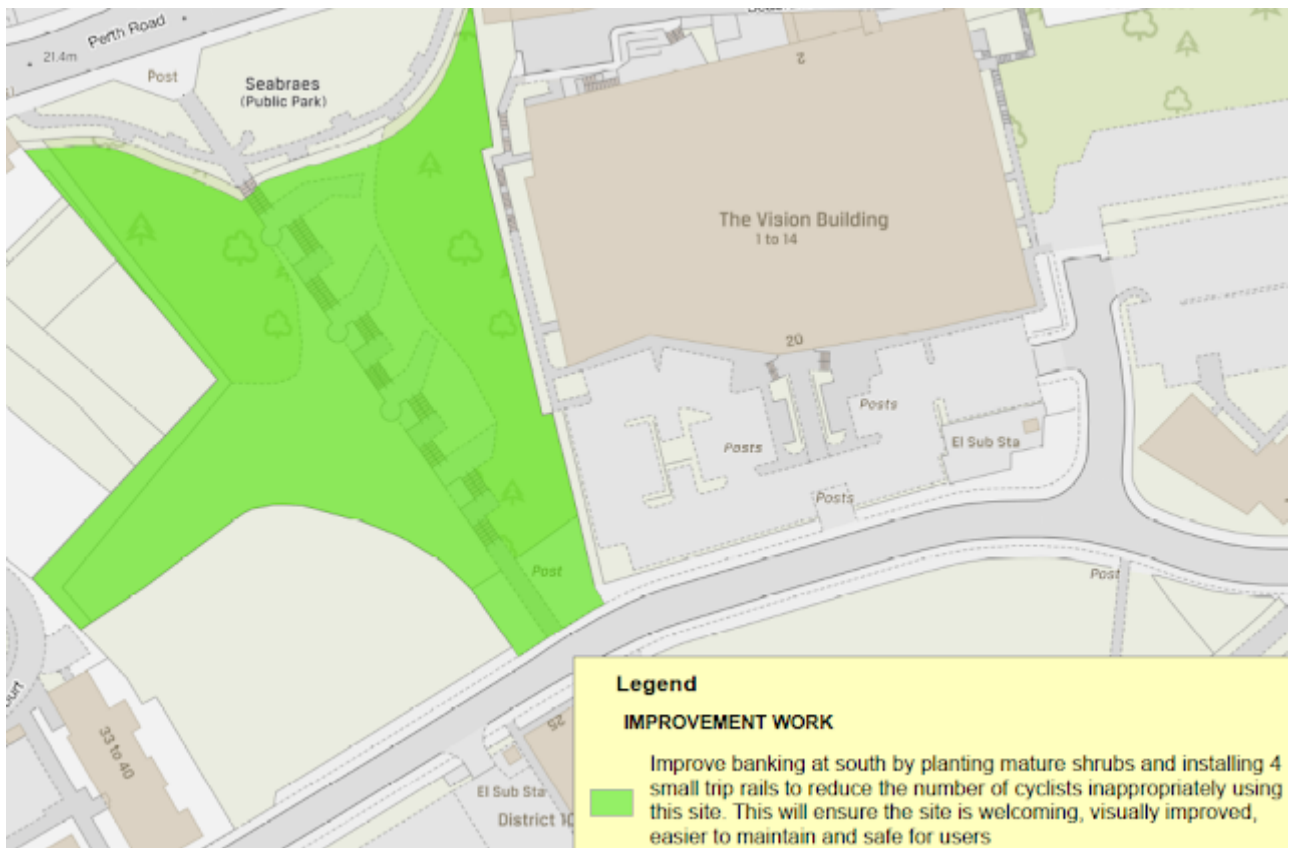 Perth Road
21.4m
Post
Seabraes
(Public Park)
2
The Vision Building
1 to 14
20
Posts
Posts
El Sub Sta
Posts
Post
Post
33 to 40
25
El Sub Sta
District 10
Legend
IMPROVEMENT WORK
Improve banking at south by planting mature shrubs and installing 4
small trip rails to reduce the number of cyclists inappropriately using
this site. This will ensure the site is welcoming, visually improved,
easier to maintain and safe for users